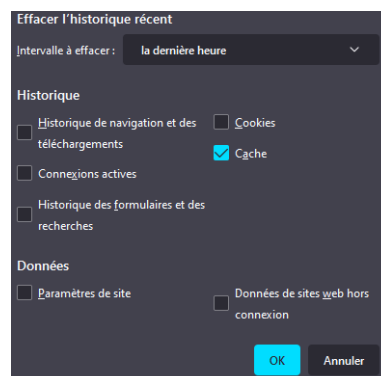 Effacer l’historique récent
Intervalle à effacer : la dernière heure
Historique
Historique de navigation et des
téléchargements
Cookies
Cache
Connexions actives
Historique des formulaires et des
recherches
Données
Paramètres de site
Données de sites web hors
connexion
OK Annuler